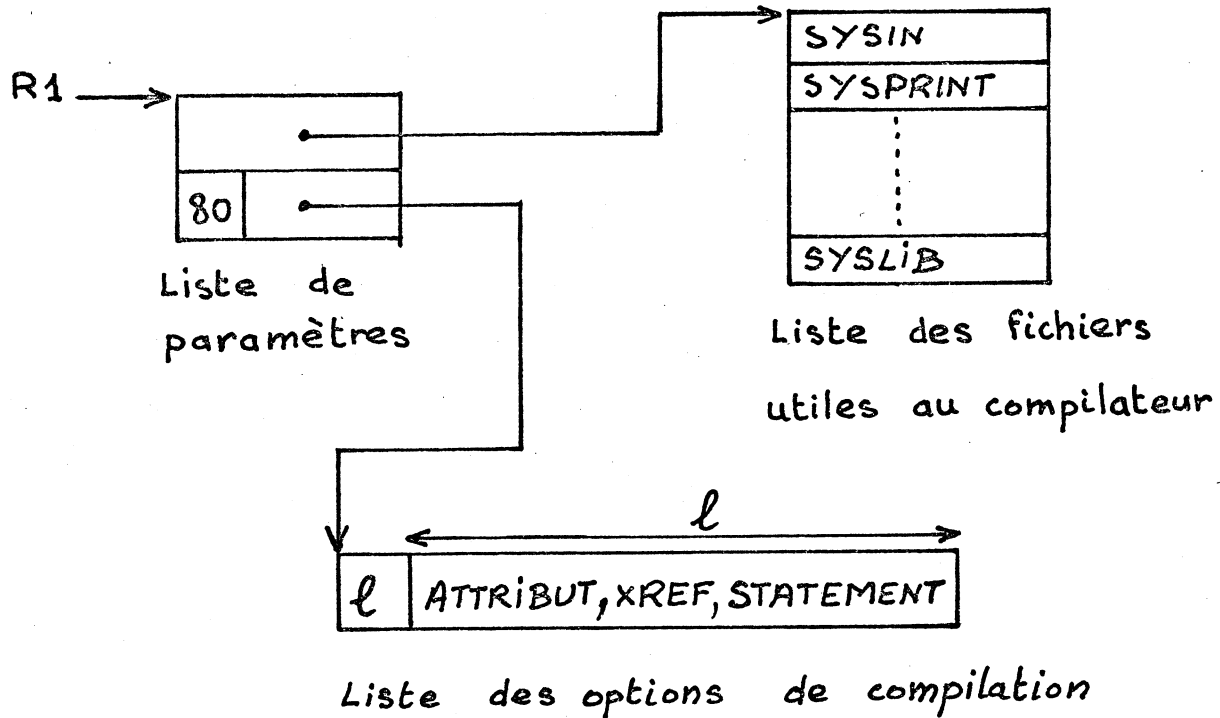 SYSIN
SYSPRINT
R1
80
SYSLiB
Liste de
paramètres
Liste des fichiers
utiles au compilateur
l
l
ATTRiBUT, XREF, STATEMENT
Liste des options de compilation